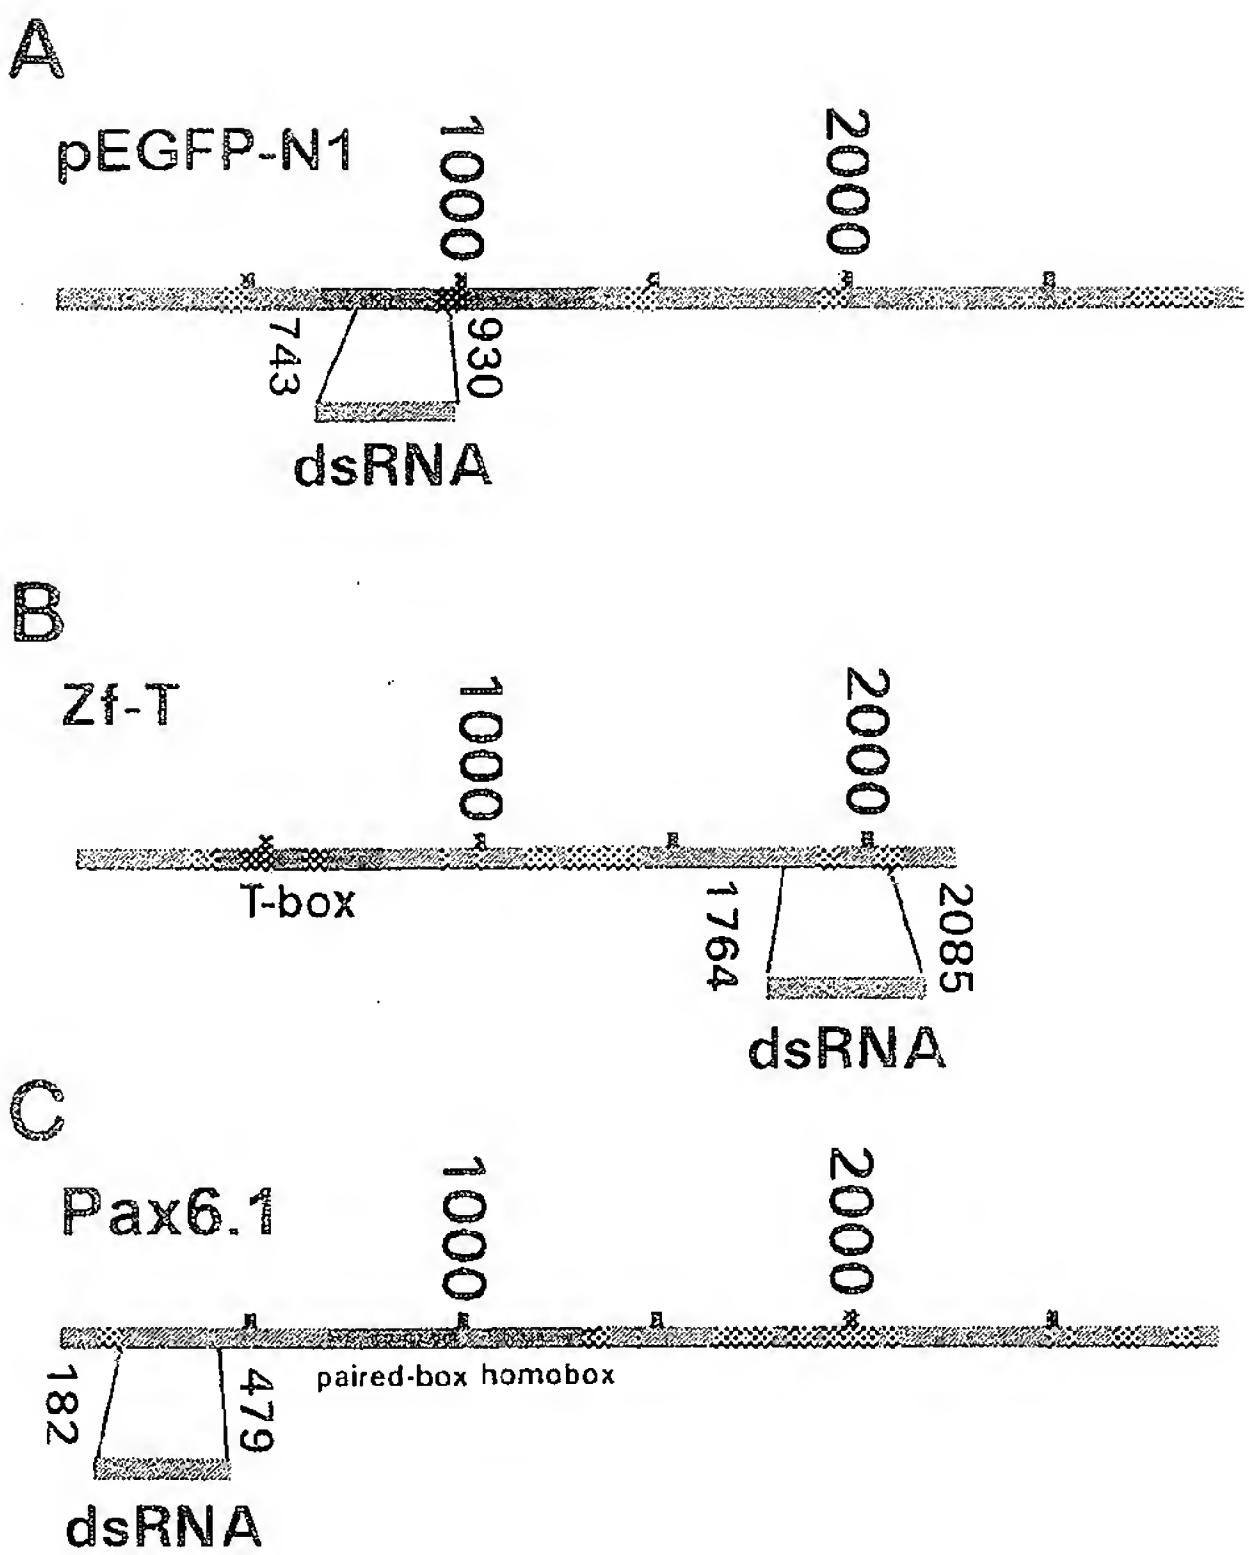 A
pEGFP-N1
1000
2000
743
930
dsRNA
B
Zf-T
1000
2000
T-box
1764
2085
dsRNA
C
Pax6.1
1000
2000
paired-box homobox
182
479
dsRNA